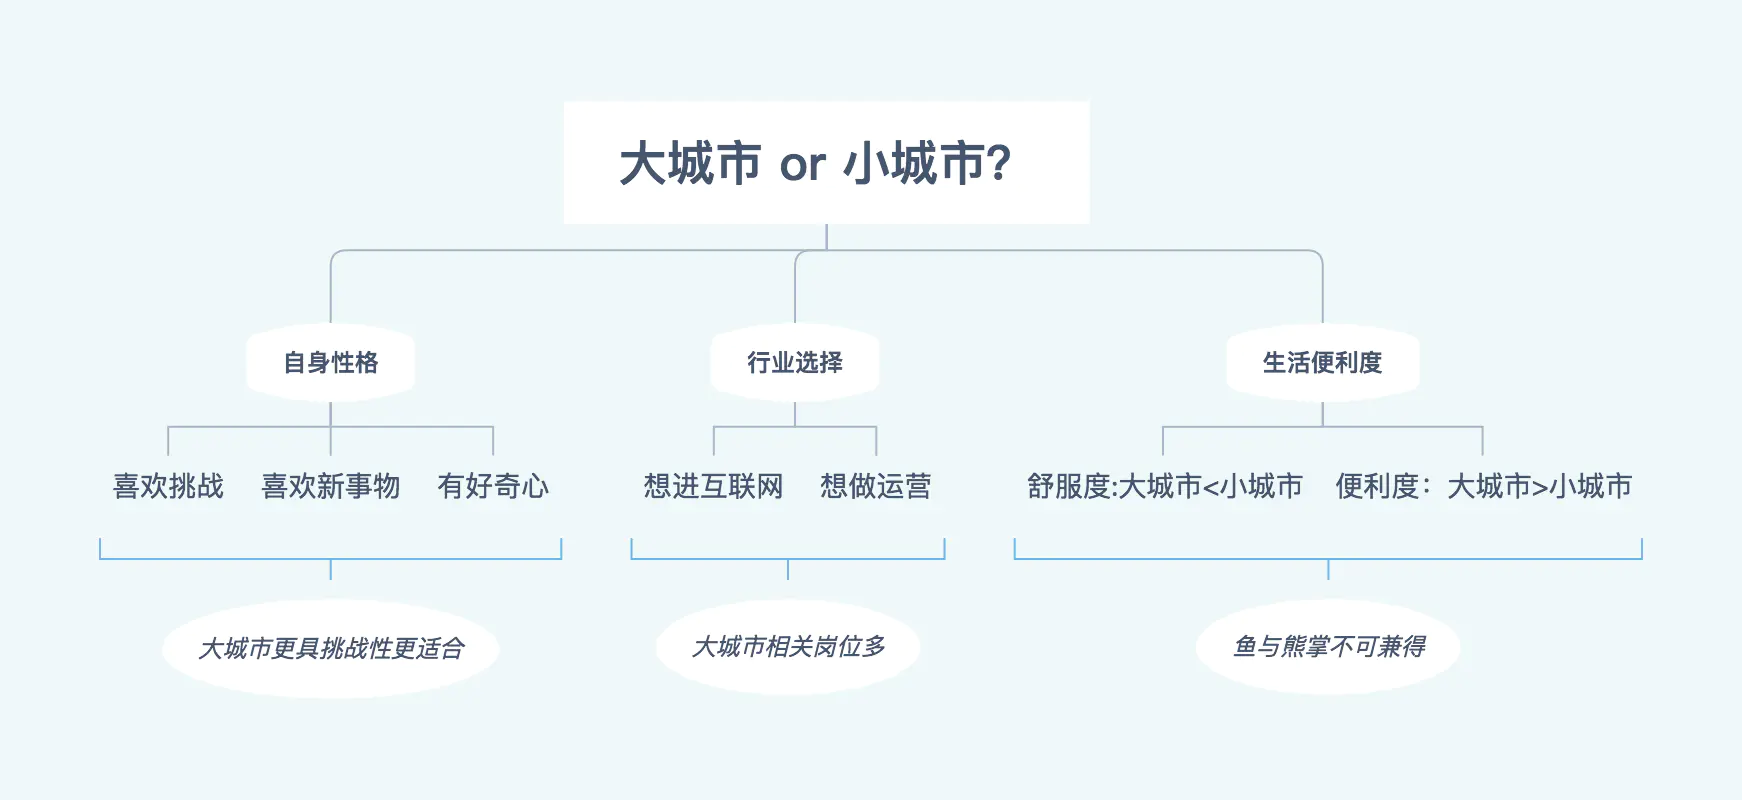 大城市 or 小城市?
自身性格
行业选择
生活便利度
喜欢挑战
喜欢新事物
有好奇心
想进互联网
想做运营
舒服度:大城市<小城市
便利度：大城市>小城市
大城市更具挑战性更适合
大城市相关岗位多
鱼与熊掌不可兼得